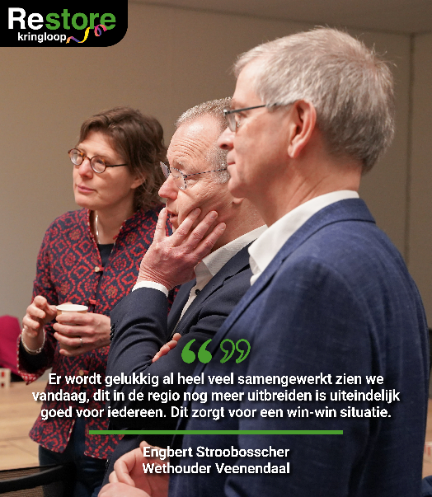 Restore
kringloop
Er wordt gelukkig al heel veel samengewerkt zien we
vandaag, dit in de regio nog meer uitbreiden is uiteindelijk
goed voor iedereen. Dit zorgt voor een win-win situatie.
Engbert Stroobosscher
Wethouder Veenendaal